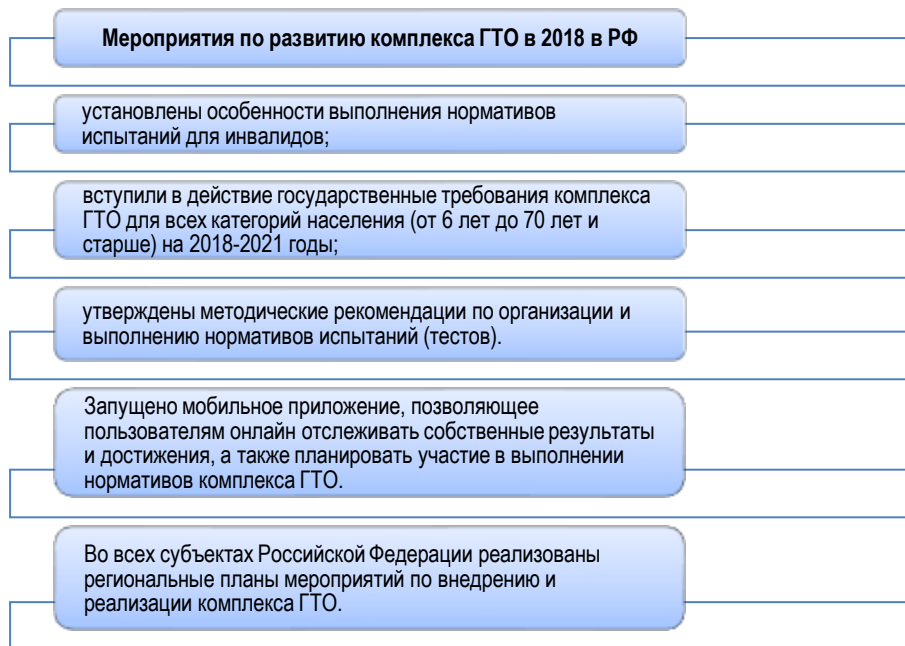 Мероприятия по развитию комплекса ГТО в 2018 в РФ
установлены особенности выполнения нормативов
испытаний для инвалидов;
вступили в действие государственные требования комплекса
ГТО для всех категорий населения (от 6 лет до 70 лет и
старше) на 2018-2021 годы;
утверждены методические рекомендации по организации и
выполнению нормативов испытаний (тестов).
Запущено мобильное приложение, позволяющее
пользователям онлайн отслеживать собственные результаты
и достижения, а также планировать участие в выполнении
нормативов комплекса ГТО.
Во всех субъектах Российской Федерации реализованы
региональные планы мероприятий по внедрению и
реализации комплекса ГТО.